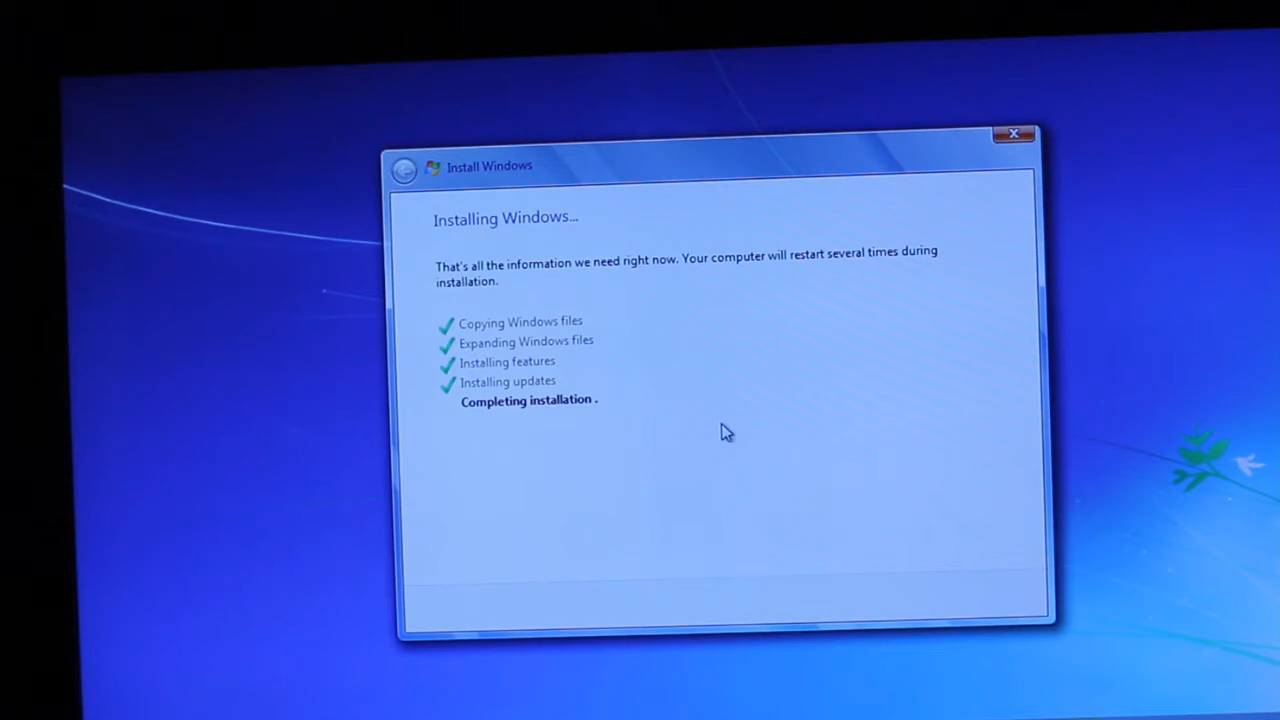 Install Windows
Installing Windows...
That's all the information we need right now. Your computer will restart several times during
installation.
Copying Windows files
Expanding Windows files
Installing features
Installing updates
Completing installation .